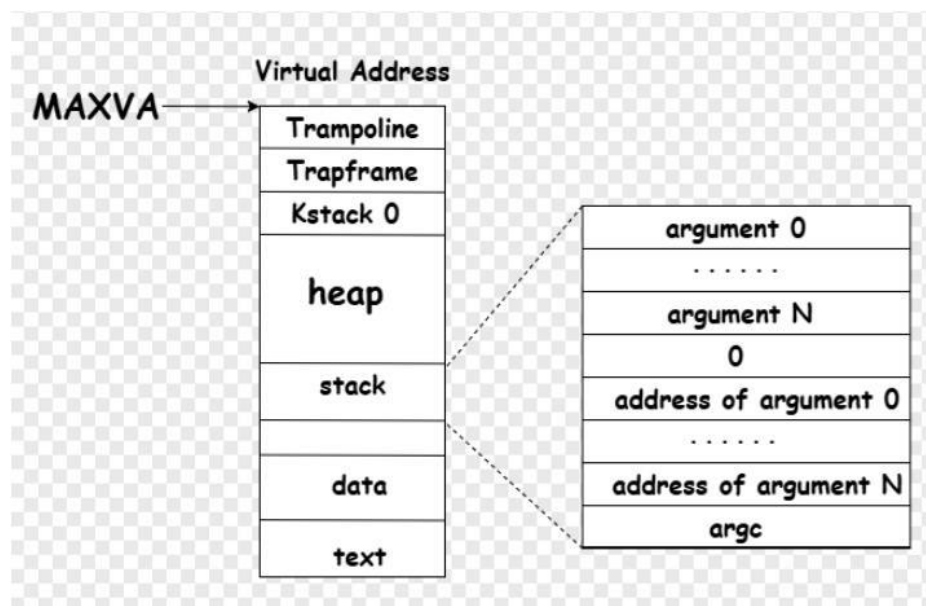 Virtual Address
MAXVA
Trampoline
Trapframe
Kstack 0
heap
stack
data
text
argument 0
. . . . . .
argument N
0
address of argument 0
. . . . . .
address of argument N
argc